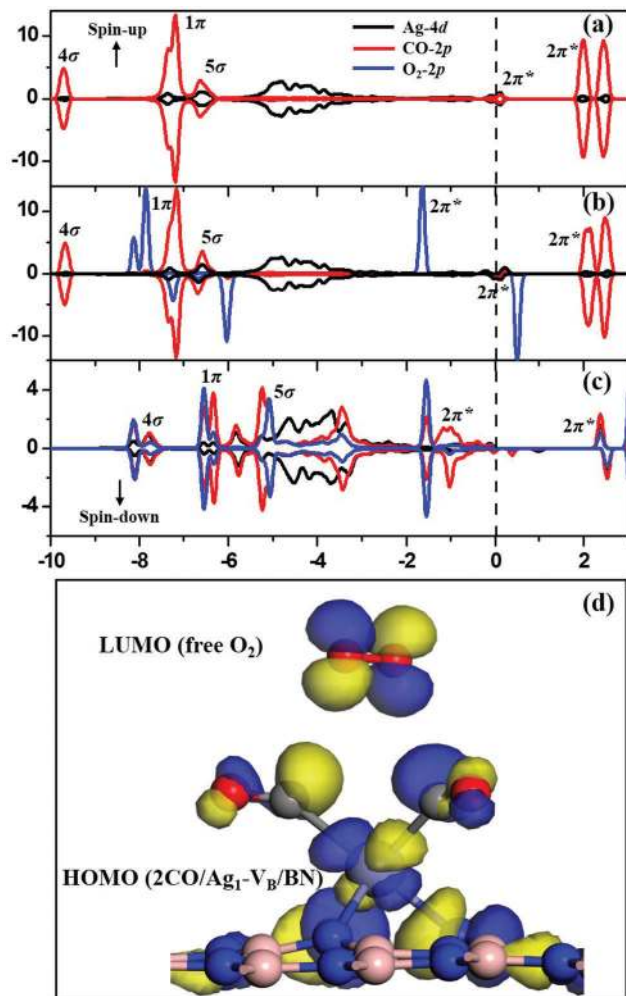 (a)
Spin-up
1π
4σ
5σ
2π*
2π*
Ag-4d
CO-2p
O₂-2p
10
0
-10
(b)
1π
4σ
5σ
2π*
2π*
2π*
10
0
-10
(c)
1π
4σ
5σ
2π*
2π*
4
0
-4
Spin-down
-10 -8 -6 -4 -2 0 2
(d)
LUMO (free O₂)
HOMO (2CO/Ag₁-V_B/BN)